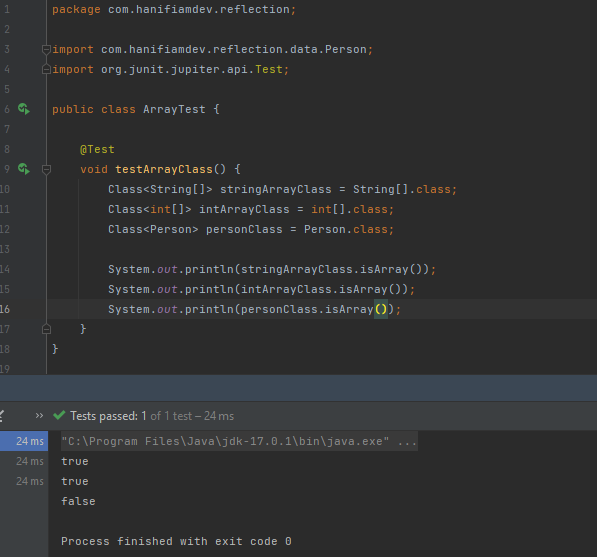 1 package com.hanifiamdev.reflection;
2
3 import com.hanifiamdev.reflection.data.Person;
4 import org.junit.jupiter.api.Test;
5
6 public class ArrayTest {
7
8 @Test
9 void testArrayClass() {
10 Class<String[]> stringArrayClass = String[].class;
11 Class<int[]> intArrayClass = int[].class;
12 Class<Person> personClass = Person.class;
13
14 System.out.println(stringArrayClass.isArray());
15 System.out.println(intArrayClass.isArray());
16 System.out.println(personClass.isArray());
17 }
18 }
19
» Tests passed: 1 of 1 test – 24 ms
24 ms "C:\Program Files\Java\jdk-17.0.1\bin\java.exe" ...
24 ms true
24 ms true
false
Process finished with exit code 0